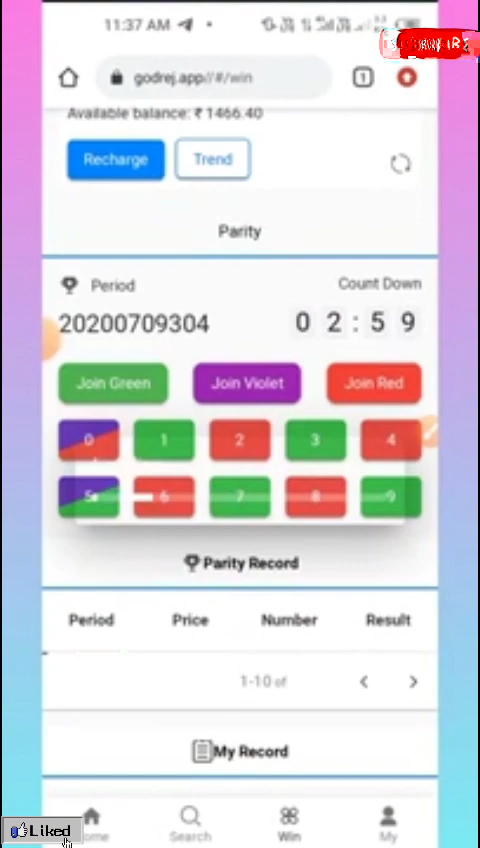 11:37 AM
godrej.app//#/win
1
Available balance: ₹ 1466.40
Recharge
Trend
Parity
Period
Count Down
20200709304
0 2 : 5 9
Join Green
Join Violet
Join Red
0 1 2 3 4
5 6 7 8 9
Parity Record
Period Price Number Result
1-10 of
My Record
Home Search Win My
Liked